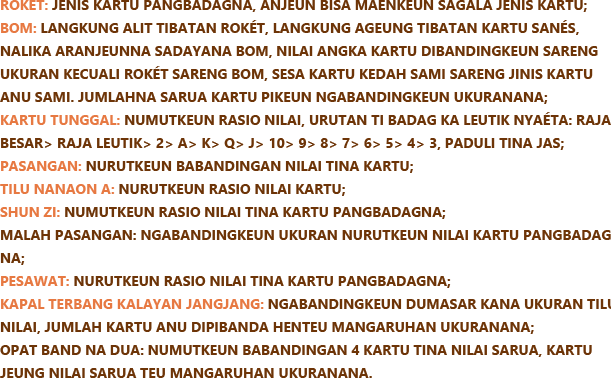 ROKET: JENIS KARTU PANGBADAGNA, ANJEUN BISA MAÉNKEUN SAGALA JENIS KARTU;
BOM: LANGKUNG ALIT TIBATAN ROKÉT, LANGKUNG AGEUNG TIBATAN KARTU SANÉS,
NALIKA ARANJEUNNA SADAYANA BOM, NILAI ANGKA KARTU DIBANDINGKEUN SARENG
UKURAN KECUALI ROKÉT SARENG BOM, SESA KARTU KEDAH SAMI SARENG JINIS KARTU
ANU SAMI. JUMLAHNA SARUA KARTU PIKEUN NGABANDINGKEUN UKURANANA;
KARTU TUNGGAL: NUMUTKEUN RASIO NILAI, URUTAN TI BADAG KA LEUTIK NYAÉTA: RAJA
BESAR> RAJA LEUTIK> 2> A> K> Q> J> 10> 9> 8> 7> 6> 5> 4> 3, PADULI TINA JAS;
PASANGAN: NURUTKEUN BABANDINGAN NILAI TINA KARTU;
TILU NANAON A: NURUTKEUN RASIO NILAI KARTU;
SHUN ZI: NUMUTKEUN RASIO NILAI TINA KARTU PANGBADAGNA;
MALAH PASANGAN: NGABANDINGKEUN UKURAN NURUTKEUN NILAI KARTU PANGBADAG
NA;
PESAWAT: NURUTKEUN RASIO NILAI TINA KARTU PANGBADAGNA;
KAPAL TERBANG KALAYAN JANGJANG: NGABANDINGKEUN DUMASAR KANA UKURAN TILU
NILAI, JUMLAH KARTU ANU DIPIBANDA HENTEU MANGARUHAN UKURANANA;
OPAT BAND NA DUA: NUMUTKEUN BABANDINGAN 4 KARTU TINA NILAI SARUA, KARTU
JEUNG NILAI SARUA TEU MANGARUHAN UKURANANA.